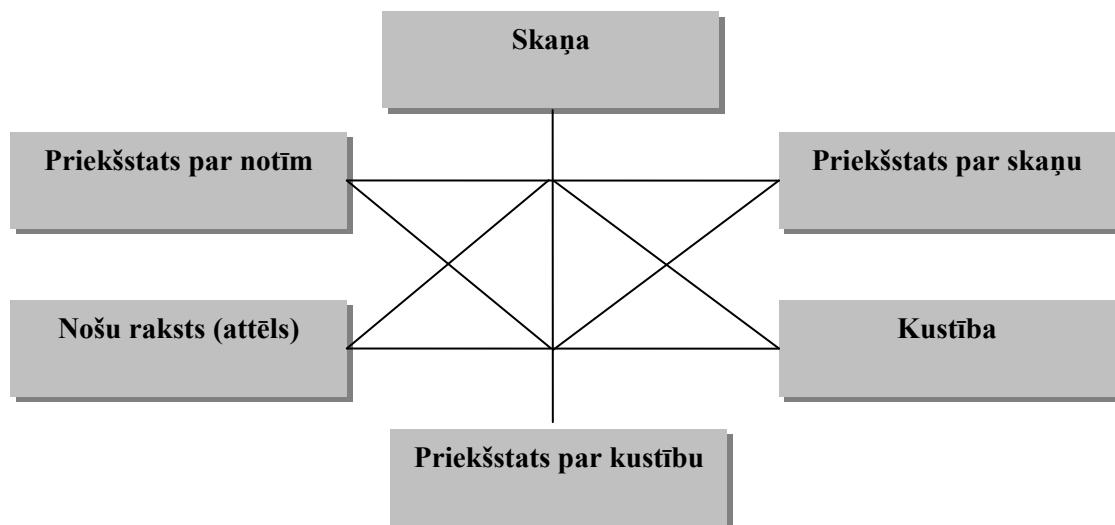 Skaņa
Priekšstats par notīm
Priekšstats par skaņu
Nošu raksts (attēls)
Kustība
Priekšstats par kustību